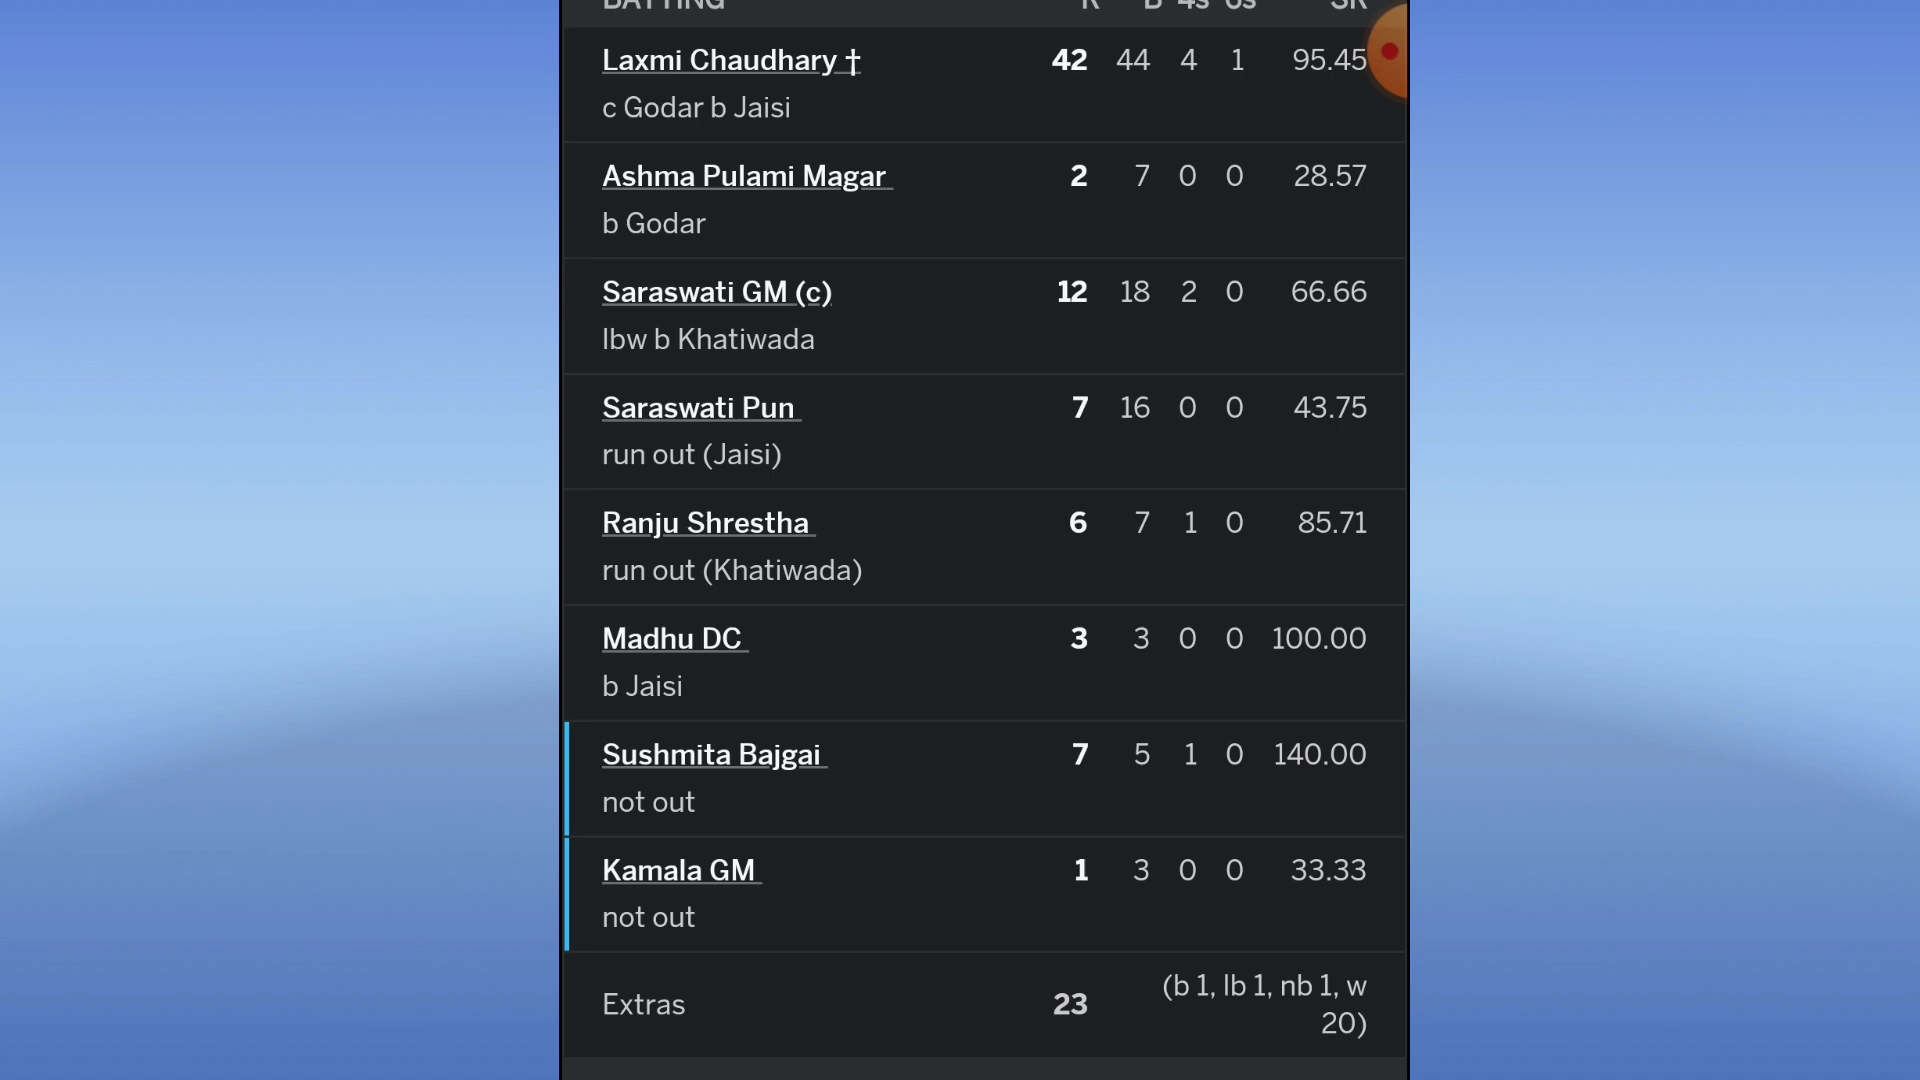 BATTING R B 4s 6s SR
Laxmi Chaudhary † 42 44 4 1 95.45
c Godar b Jaisi
Ashma Pulami Magar 2 7 0 0 28.57
b Godar
Saraswati GM (c) 12 18 2 0 66.66
lbw b Khatiwada
Saraswati Pun 7 16 0 0 43.75
run out (Jaisi)
Ranju Shrestha 6 7 1 0 85.71
run out (Khatiwada)
Madhu DC 3 3 0 0 100.00
b Jaisi
Sushmita Bajgai 7 5 1 0 140.00
not out
Kamala GM 1 3 0 0 33.33
not out
Extras 23 (b 1, lb 1, nb 1, w
20)